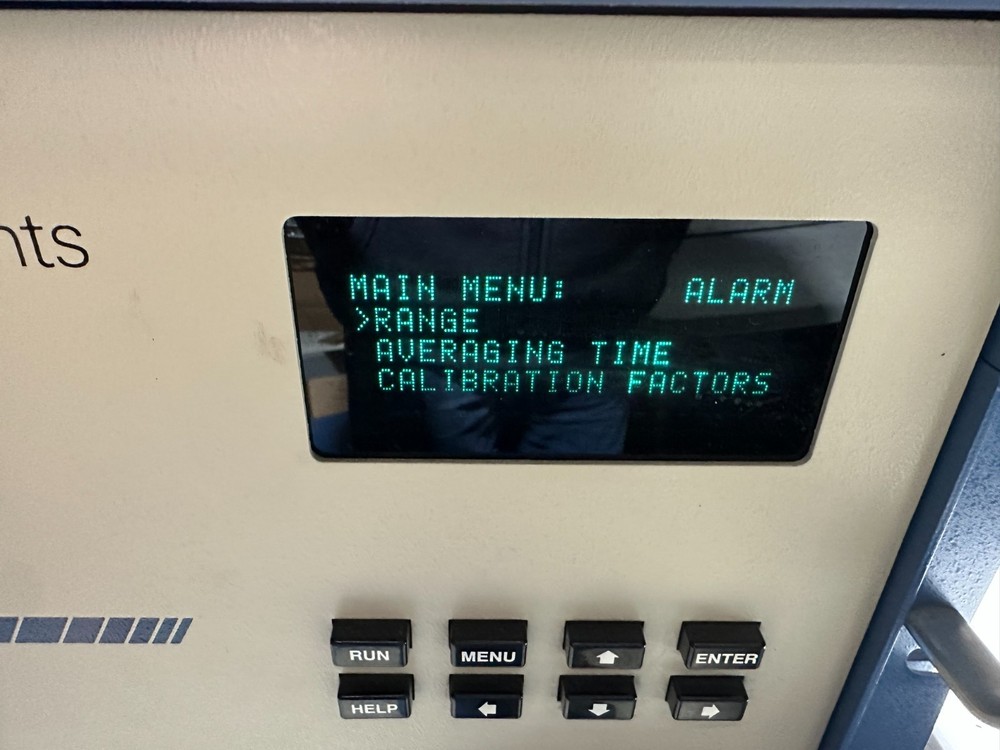 nts
MAIN MENU: ALARM
>RANGE
AVERAGING TIME
CALIBRATION FACTORS
RUN MENU ⬆ ENTER
HELP ⬅ ⬇ ➡